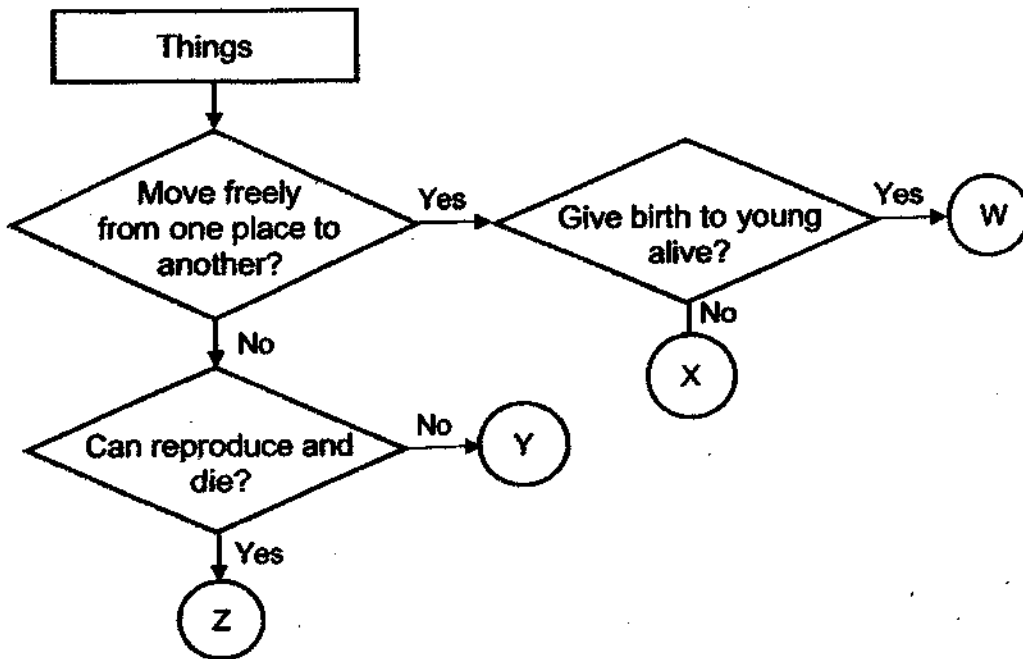 Things
Move freely
from one place to
another?
Yes
Give birth to young
alive?
Yes
W
No
X
No
Can reproduce and
die?
No
Y
Yes
Z